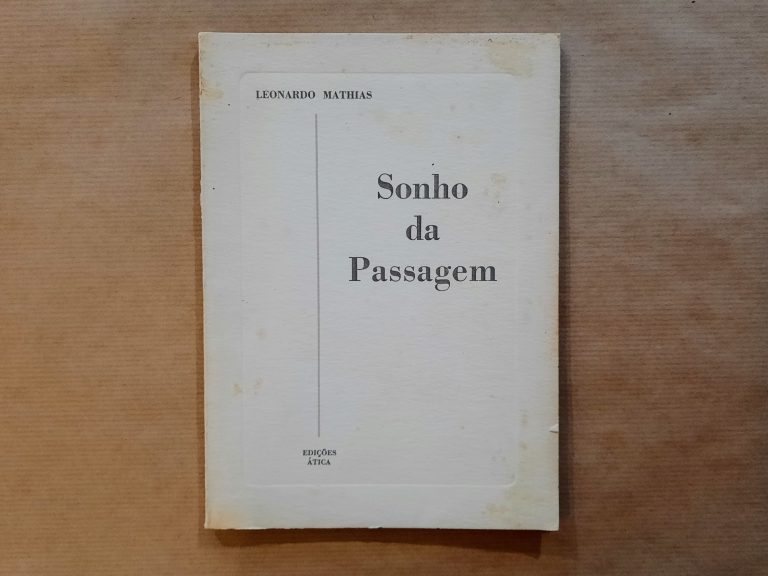 LEONARDO MATHIAS
Sonho
da
Passagem
EDIÇÕES
ÁTICA